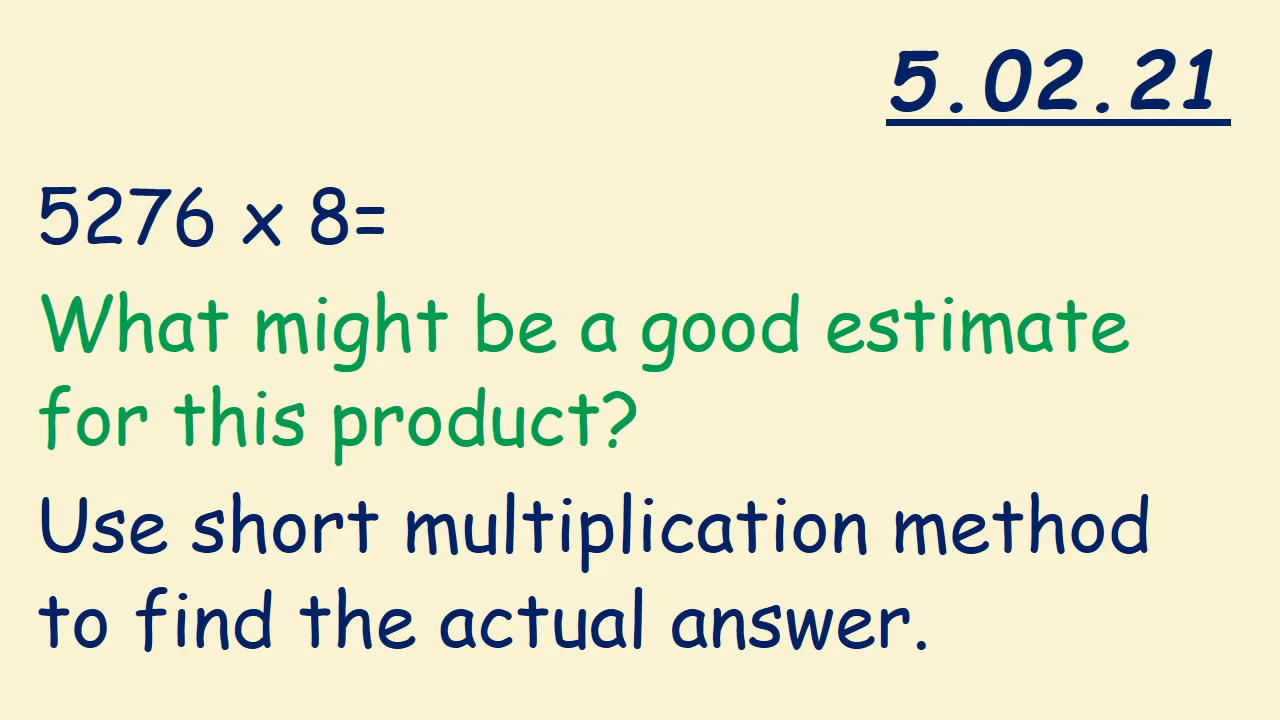 5.02.21
5276 x 8=
What might be a good estimate
for this product?
Use short multiplication method
to find the actual answer.